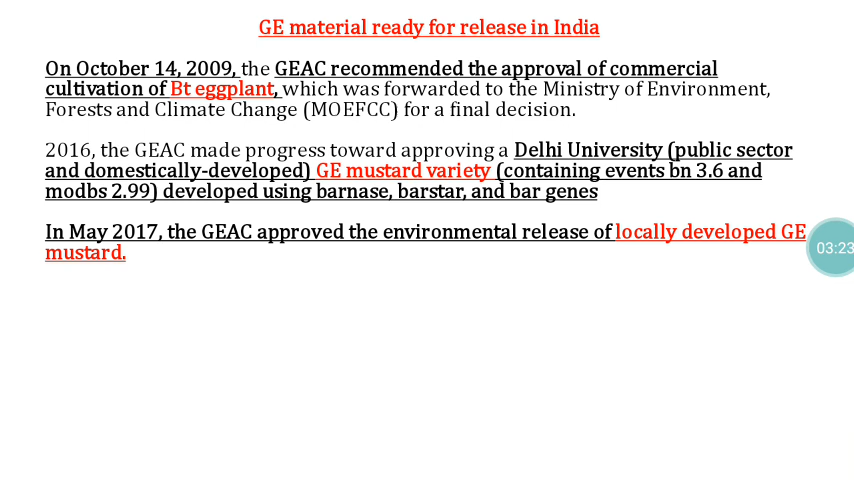 GE material ready for release in India
On October 14, 2009, the GEAC recommended the approval of commercial
cultivation of Bt eggplant, which was forwarded to the Ministry of Environment,
Forests and Climate Change (MOEFCC) for a final decision.
2016, the GEAC made progress toward approving a Delhi University (public sector
and domestically-developed) GE mustard variety (containing events bn 3.6 and
modbs 2.99) developed using barnase, barstar, and bar genes
In May 2017, the GEAC approved the environmental release of locally developed GE
mustard.
03:23